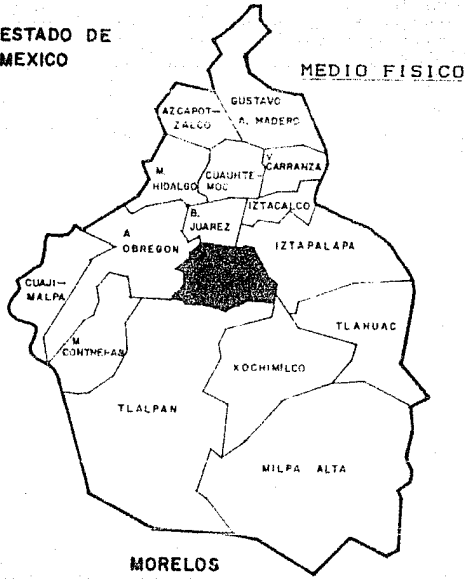 ESTADO DE
MEXICO
MEDIO FISICO
AZCAPOT-
ZALCO
GUSTAVO
A. MADERO
M.
HIDALGO
CUAUHTE-
MOC
V.
CARRANZA
IZTACALCO
B.
JUAREZ
A
OBREGON
IZTAPALAPA
CUAJI-
MALPA
M
CONTRERAS
TLAHUAC
XOCHIMILCO
TLALPAN
MILPA ALTA
MORELOS